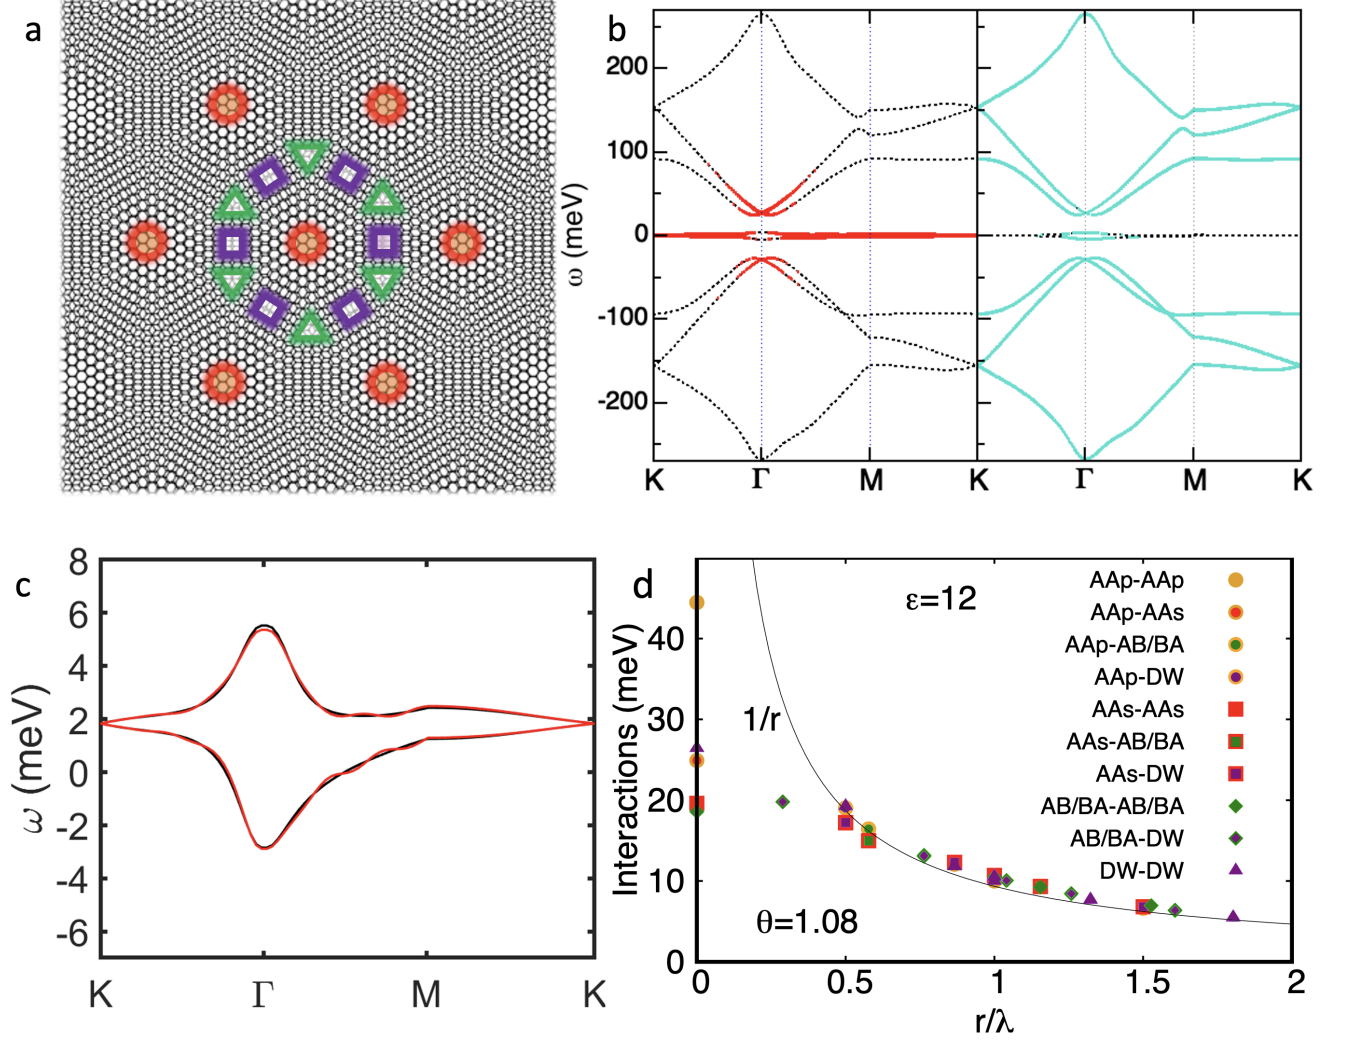 a
b
200
100
0
-100
-200
ω (meV)
K Γ M K Γ M K
c
8
6
4
2
0
-2
-4
-6
ω (meV)
K Γ M K
d
ε=12
1/r
θ=1.08
AAp-AAp
AAp-AAs
AAp-AB/BA
AAp-DW
AAs-AAs
AAs-AB/BA
AAs-DW
AB/BA-AB/BA
AB/BA-DW
DW-DW
Interactions (meV)
40
30
20
10
0
0 0.5 1 1.5 2
r/λ